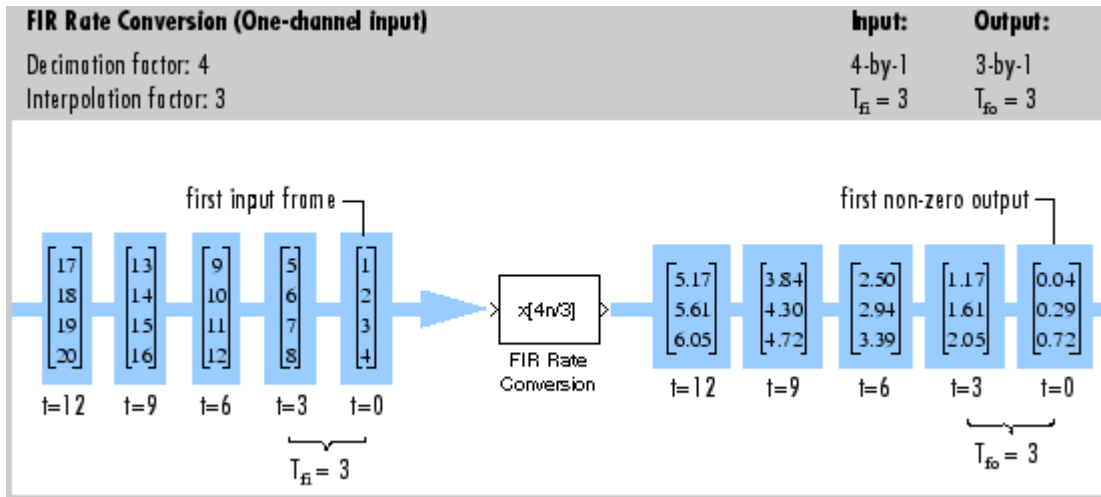 FIR Rate Conversion (One-channel input) Input: Output:
Decimation factor: 4 4-by-1 3-by-1
Interpolation factor: 3 T_fi = 3 T_fo = 3
first input frame first non-zero output
17 13 9 5 1 5.17 3.84 2.50 1.17 0.04
18 14 10 6 2 x[4n/3] 5.61 4.30 2.94 1.61 0.29
19 15 11 7 3 6.05 4.72 3.39 2.05 0.72
20 16 12 8 4
FIR Rate
Conversion
t=12 t=9 t=6 t=3 t=0 t=12 t=9 t=6 t=3 t=0
T_fi = 3 T_fo = 3